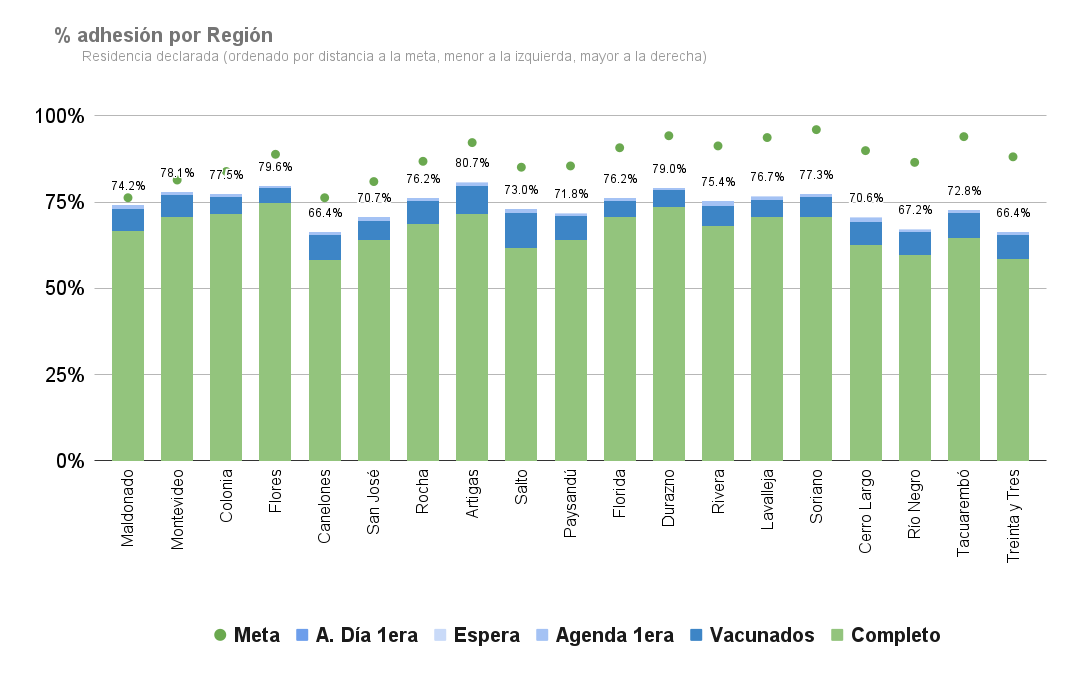 % adhesión por Región
Residencia declarada (ordenado por distancia a la meta, menor a la izquierda, mayor a la derecha)
100%
75%
50%
25%
0%
74.2%
78.1%
77.5%
79.6%
66.4%
70.7%
76.2%
80.7%
73.0%
71.8%
76.2%
79.0%
75.4%
76.7%
77.3%
70.6%
67.2%
72.8%
66.4%
Maldonado
Montevideo
Colonia
Flores
Canelones
San José
Rocha
Artigas
Salto
Paysandú
Florida
Durazno
Rivera
Lavalleja
Soriano
Cerro Largo
Río Negro
Tacuarembó
Treinta y Tres
Meta A. Día 1era Espera Agenda 1era Vacunados Completo